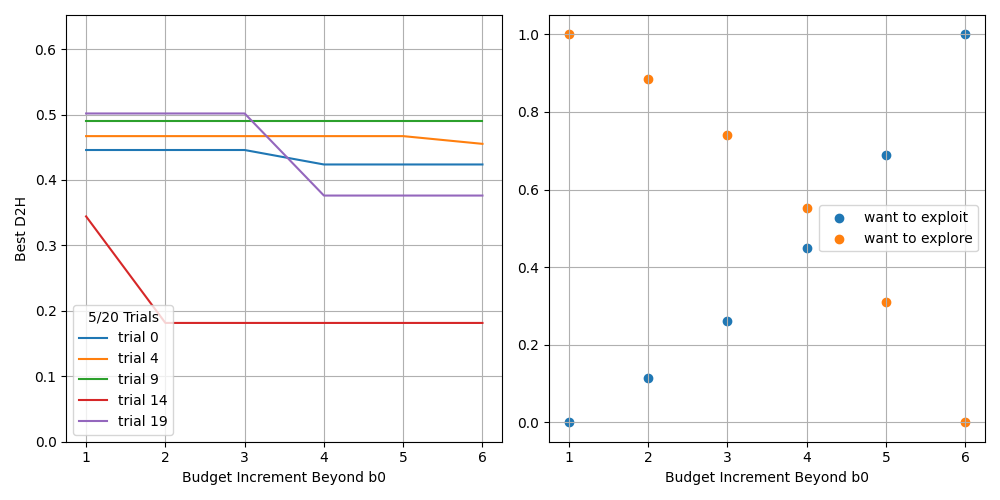 0.6
0.5
0.4
0.3
0.2
0.1
0.0
Best D2H
5/20 Trials
trial 0
trial 4
trial 9
trial 14
trial 19
1 2 3 4 5 6
Budget Increment Beyond b0
1.0
0.8
0.6
0.4
0.2
0.0
want to exploit
want to explore
1 2 3 4 5 6
Budget Increment Beyond b0